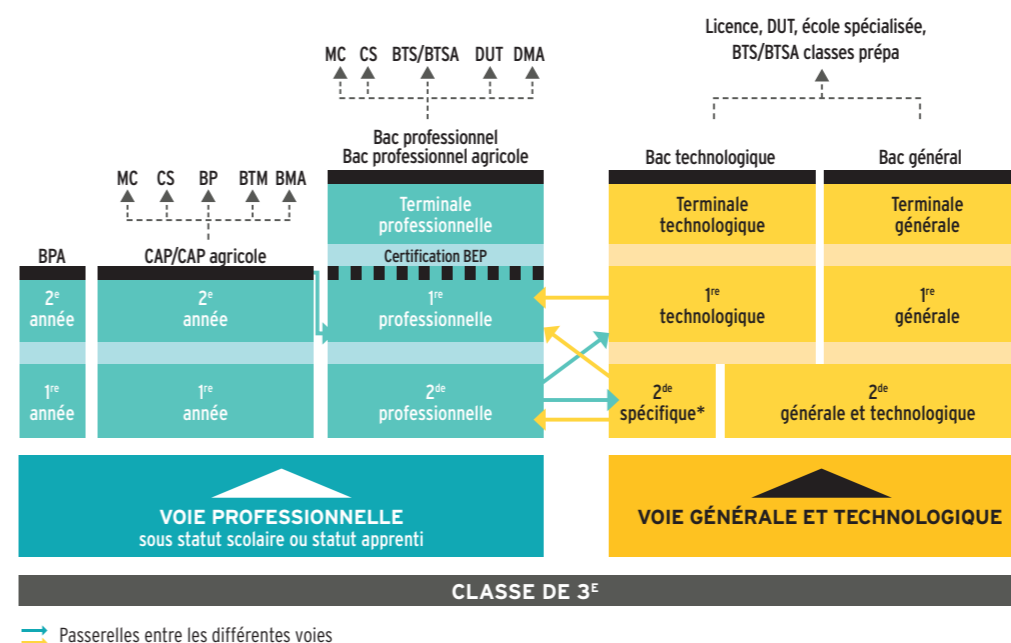 Licence, DUT, école spécialisée,
BTS/BTSA classes prépa
MC CS BTS/BTSA DUT DMA
Bac professionnel
Bac professionnel agricole
Bac technologique
Bac général
MC CS BP BTM BMA
Terminale
professionnelle
Terminale
technologique
Terminale
générale
BPA
CAP/CAP agricole
Certification BEP
2e
année
2e
année
1re
professionnelle
1re
technologique
1re
générale
1re
année
1re
année
2de
professionnelle
2de
spécifique*
2de
générale et technologique
VOIE PROFESSIONNELLE
sous statut scolaire ou statut apprenti
VOIE GÉNÉRALE ET TECHNOLOGIQUE
CLASSE DE 3E
Passerelles entre les différentes voies